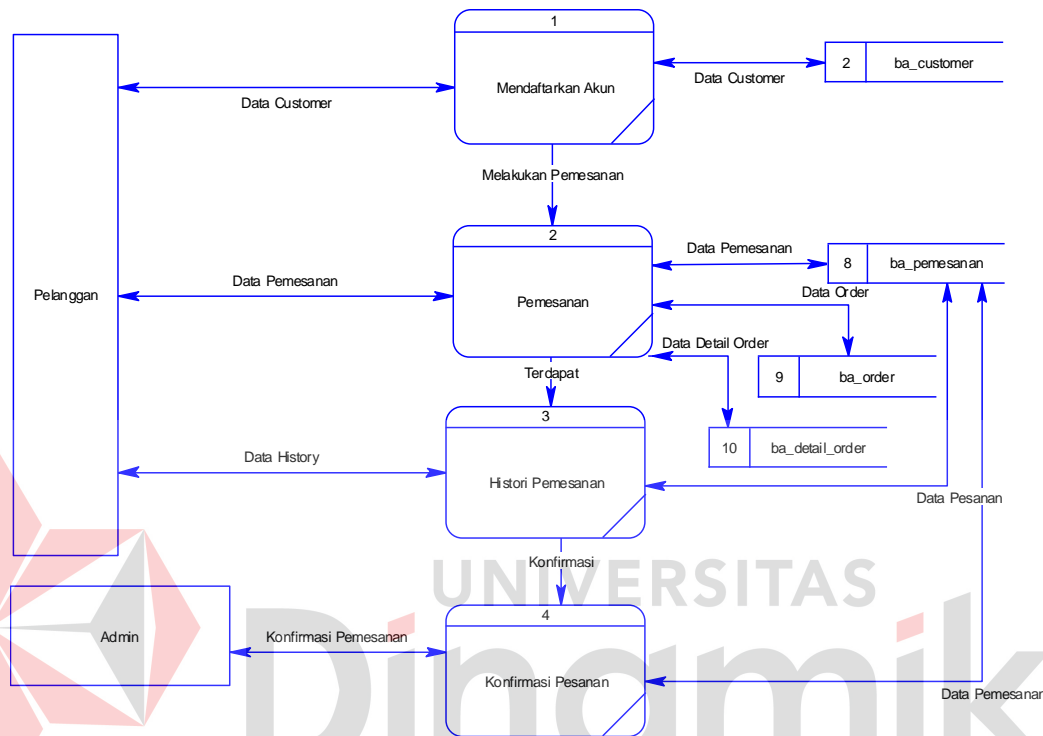 1
Mendaftarkan Akun
Data Customer
2 ba_customer
Data Customer
Melakukan Pemesanan
2
Pemesanan
Data Pemesanan
8 ba_pemesanan
Pelanggan
Data Pemesanan
Data Order
Data Detail Order
9 ba_order
Terdapat
3
Histori Pemesanan
10 ba_detail_order
Data History
Data Pesanan
Konfirmasi
UNIVERSITAS
Dinamik
4
Konfirmasi Pesanan
Admin
Konfirmasi Pemesanan
Data Pemesanan